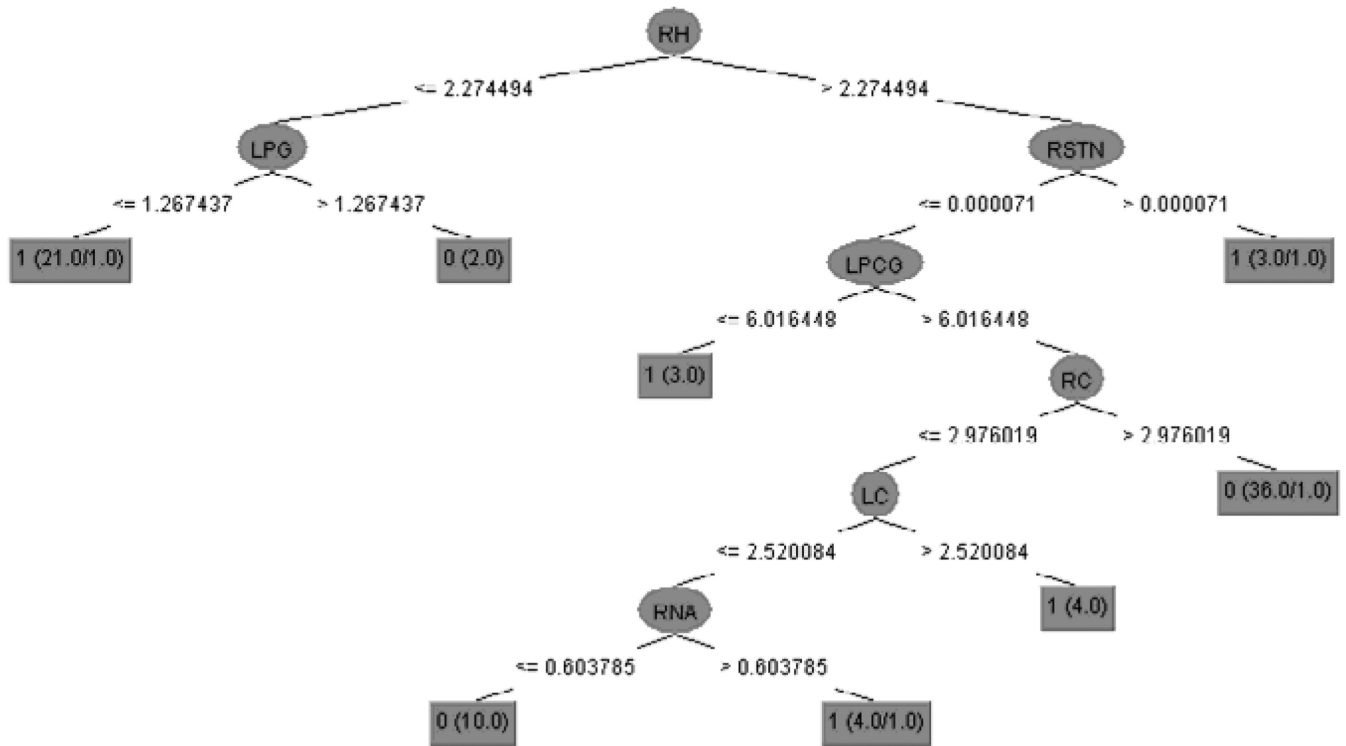 RH
<= 2.274494 > 2.274494
LPG RSTN
<= 1.267437 > 1.267437 <= 0.000071 > 0.000071
1 (21.0/1.0) 0 (2.0) LPCG 1 (3.0/1.0)
<= 6.016448 > 6.016448
1 (3.0) RC
<= 2.976019 > 2.976019
LC 0 (36.0/1.0)
<= 2.520084 > 2.520084
RNA 1 (4.0)
<= 0.603785 > 0.603785
0 (10.0) 1 (4.0/1.0)